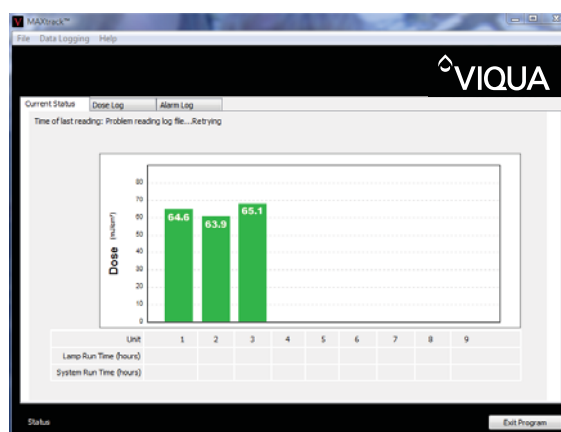 MAXtrack™
File Data Logging Help
VIQUA
Current Status Dose Log Alarm Log
Time of last reading: Problem reading log file...Retrying
80
70
60
50
40
30
20
10
0
Dose (mJ/cm²)
64.6 63.9 65.1
Unit 1 2 3 4 5 6 7 8 9
Lamp Run Time (hours)
System Run Time (hours)
Status Exit Program